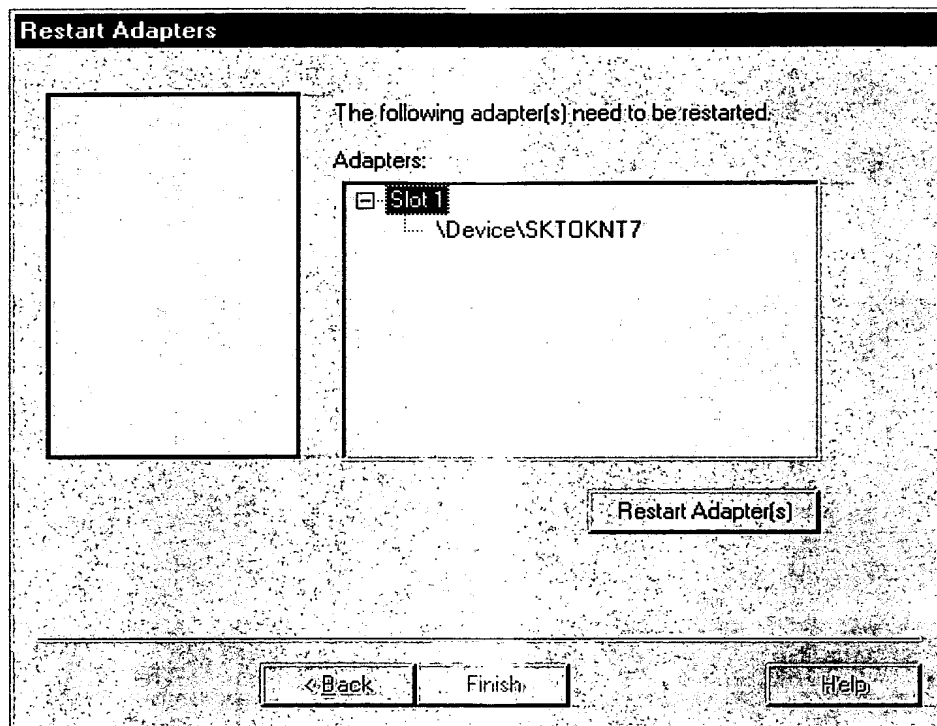 Restart Adapters
The following adapter(s) need to be restarted.
Adapters:
Slot 1
\Device\SKTOKNT7
Restart Adapter(s)
< Back
Finish
Help